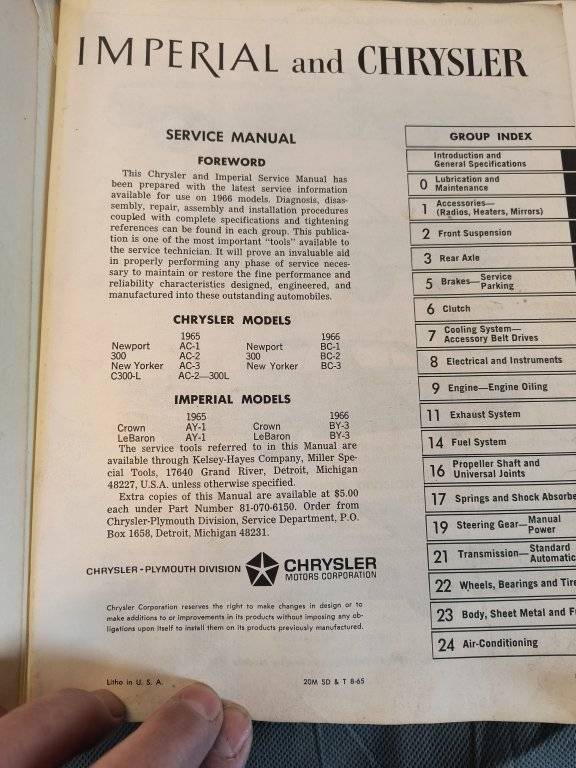 IMPERIAL and CHRYSLER
SERVICE MANUAL
FOREWORD
This Chrysler and Imperial Service Manual has
been prepared with the latest service information
available for use on 1966 models. Diagnosis, disas-
sembly, repair, assembly and installation procedures
coupled with complete specifications and tightening
references can be found in each group. This publica-
tion is one of the most important "tools" available to
the service technician. It will prove an invaluable aid
in properly performing any phase of service neces-
sary to maintain or restore the fine performance and
reliability characteristics designed, engineered, and
manufactured into these outstanding automobiles.
CHRYSLER MODELS
1965 1966
Newport AC-1 Newport BC-1
300 AC-2 300 BC-2
New Yorker AC-3 New Yorker BC-3
C300-L AC-2—300L
IMPERIAL MODELS
1965 1966
Crown AY-1 Crown BY-3
LeBaron AY-1 LeBaron BY-3
The service tools referred to in this Manual are
available through Kelsey-Hayes Company, Miller Spe-
cial Tools, 17640 Grand River, Detroit, Michigan
48227, U.S.A. unless otherwise specified.
Extra copies of this Manual are available at $5.00
each under Part Number 81-070-6150. Order from
Chrysler-Plymouth Division, Service Department, P.O.
Box 1658, Detroit, Michigan 48231.
CHRYSLER-PLYMOUTH DIVISION CHRYSLER
MOTORS CORPORATION
Chrysler Corporation reserves the right to make changes in design or to
make additions to or improvements in its products without imposing any ob-
ligations upon itself to install them on its products previously manufactured.
Litho in U. S. A. 20M SD & T 8-65
GROUP INDEX
Introduction and
General Specifications
0 Lubrication and
Maintenance
1 Accessories—
(Radios, Heaters, Mirrors)
2 Front Suspension
3 Rear Axle
5 Brakes—Service
Parking
6 Clutch
7 Cooling System—
Accessory Belt Drives
8 Electrical and Instruments
9 Engine—Engine Oiling
11 Exhaust System
14 Fuel System
16 Propeller Shaft and
Universal Joints
17 Springs and Shock Absorbe
19 Steering Gear—Manual
Power
21 Transmission—Standard
Automatic
22 Wheels, Bearings and Tire
23 Body, Sheet Metal and F
24 Air-Conditioning